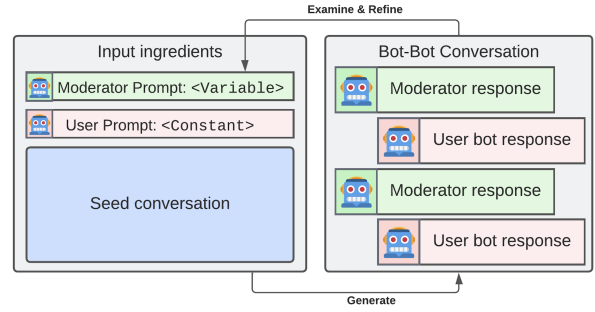 Examine & Refine
Input ingredients
Moderator Prompt: <Variable>
User Prompt: <Constant>
Seed conversation
Bot-Bot Conversation
Moderator response
User bot response
Moderator response
User bot response
Generate